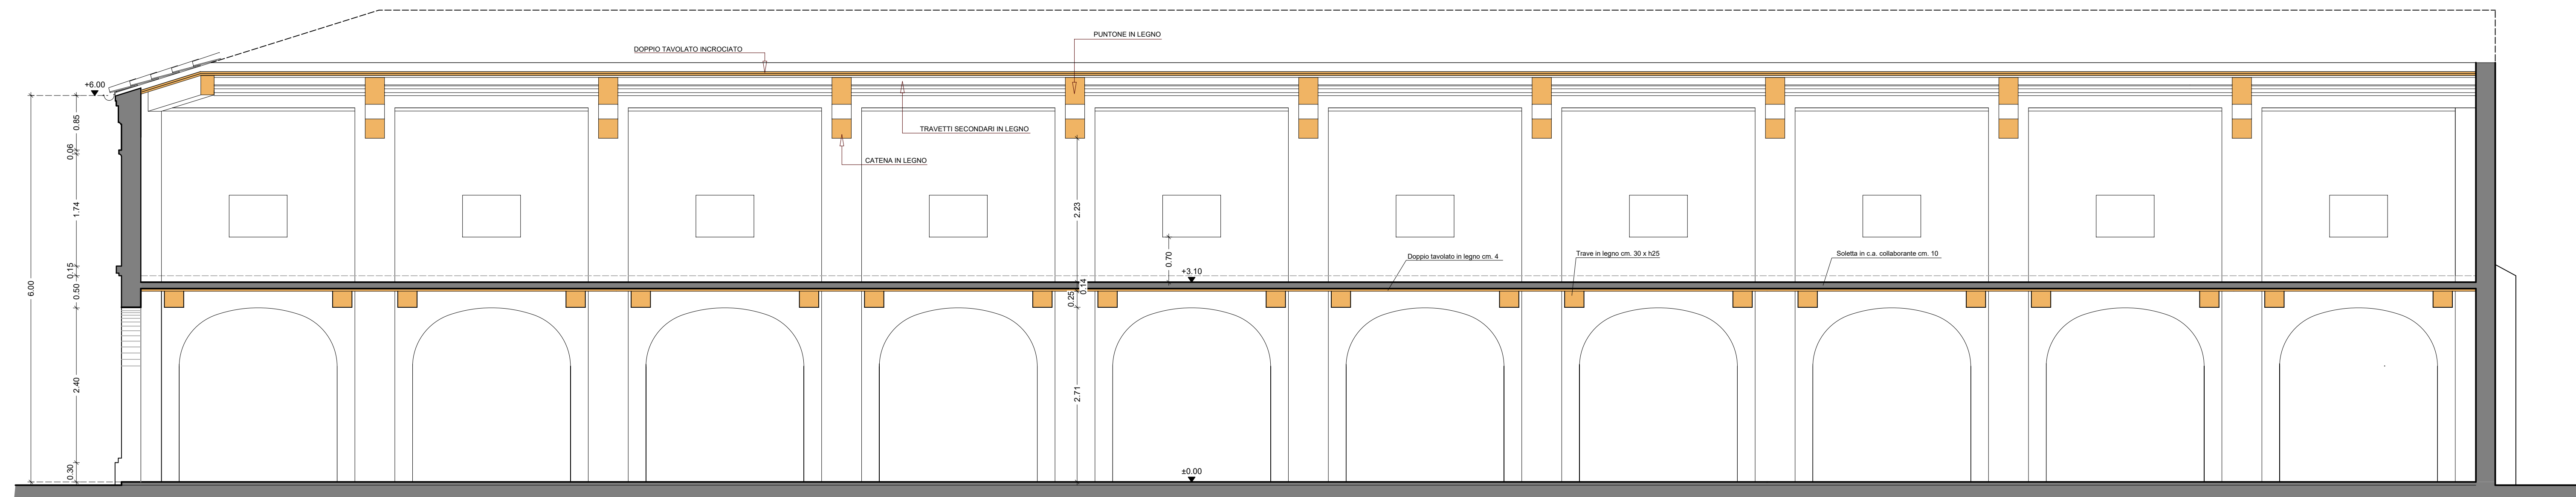 PUNTONE IN LEGNO
DOPPIO TAVOLATO INCROCIATO
+6.00
TRAVETTI SECONDARI IN LEGNO
CATENA IN LEGNO
0.85
0.06
1.74
0.15
0.50
6.00
2.40
0.30
2.23
0.70
+3.10
0.14
0.25
2.71
Doppio tavolato in legno cm. 4
Trave in legno cm. 30 x h25
Soletta in c.a. collaborante cm. 10
±0.00